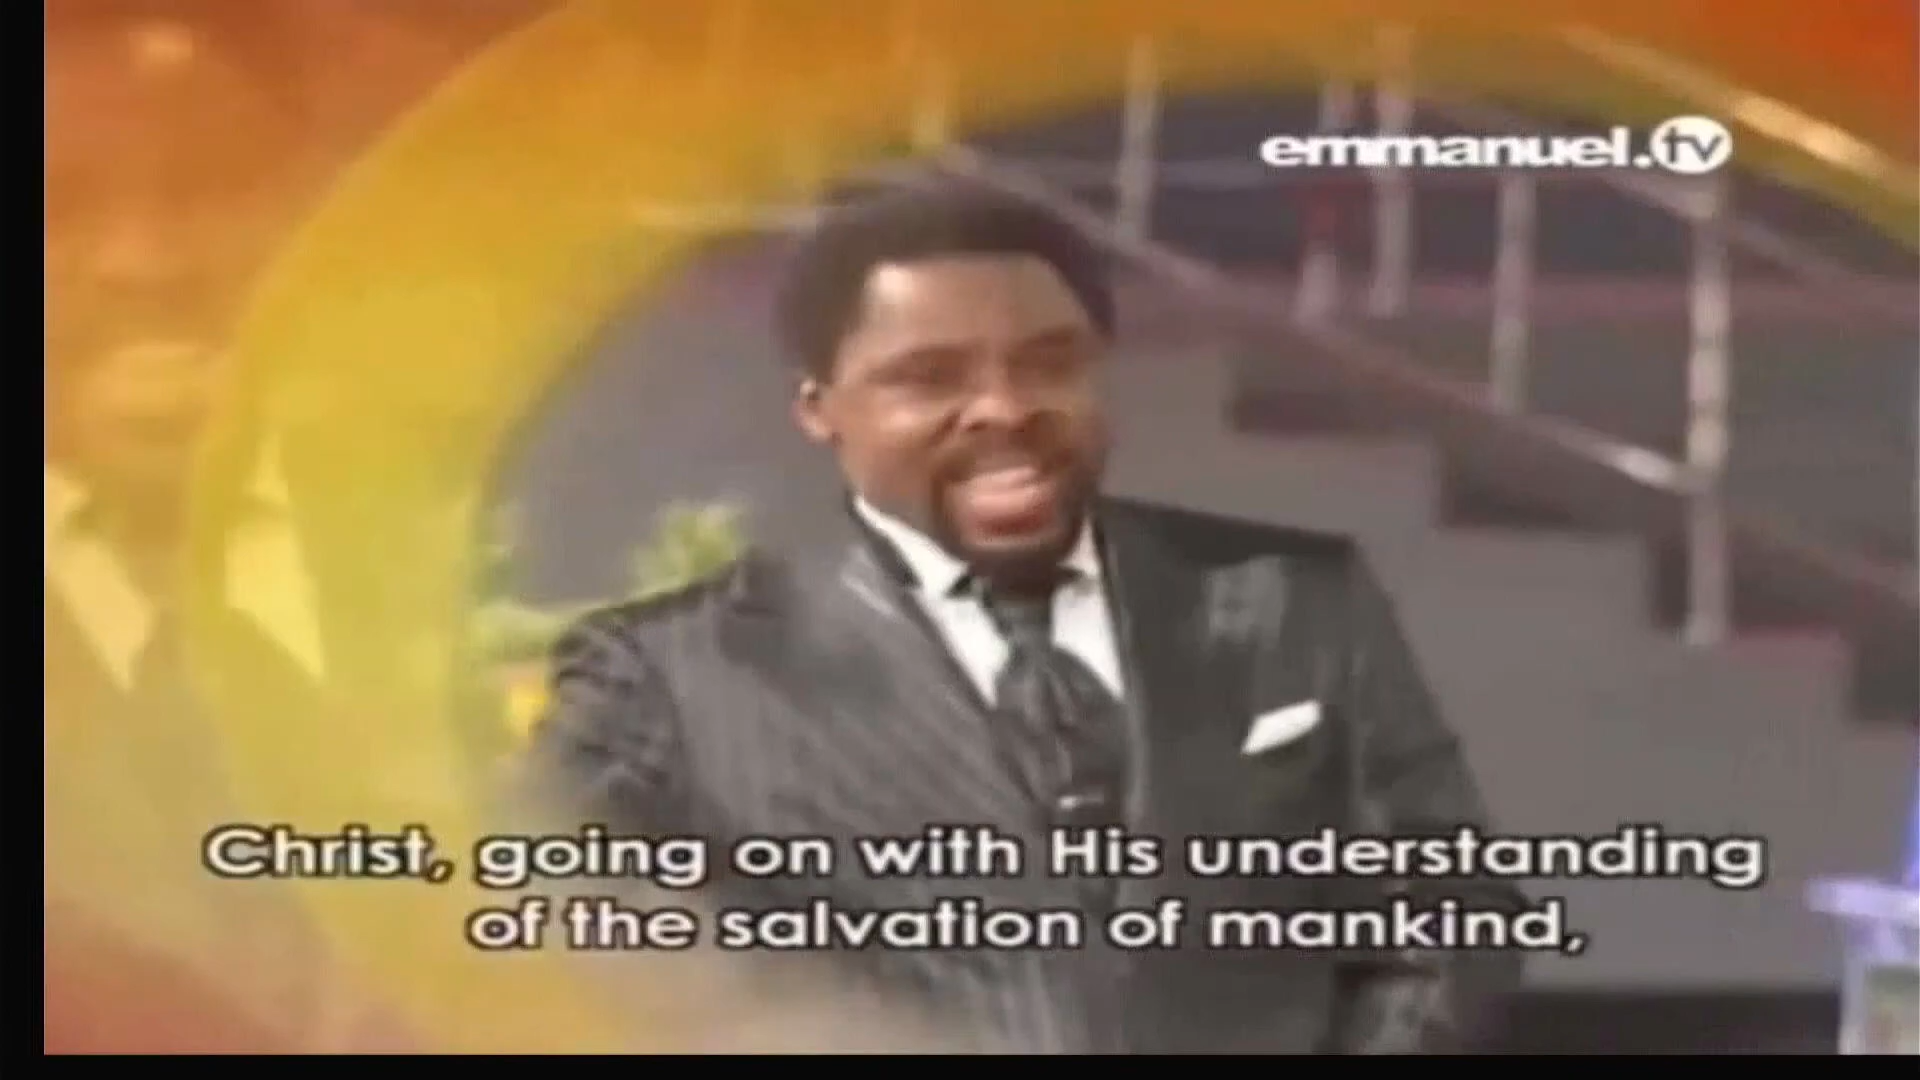 emmanuel.tv
Christ, going on with His understanding
of the salvation of mankind,